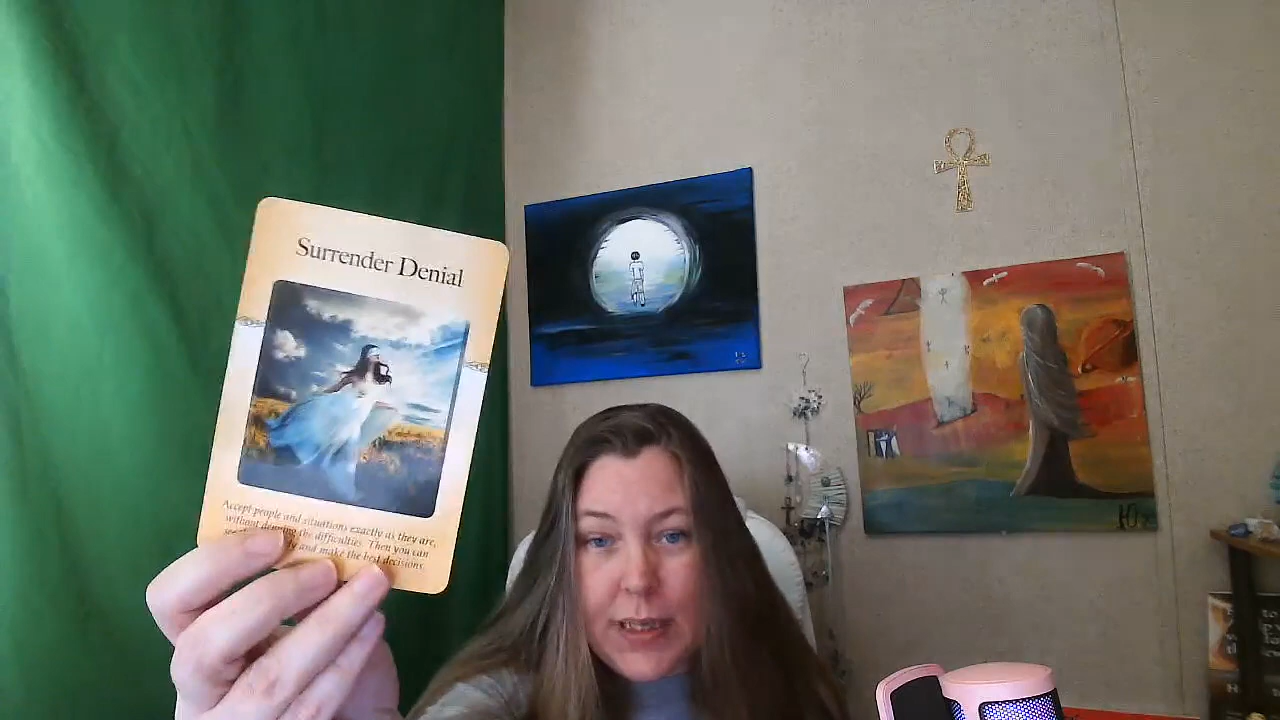 Surrender Denial
Accept people and situations exactly as they are,
without denying the difficulties. Then you can
and make the best decisions.